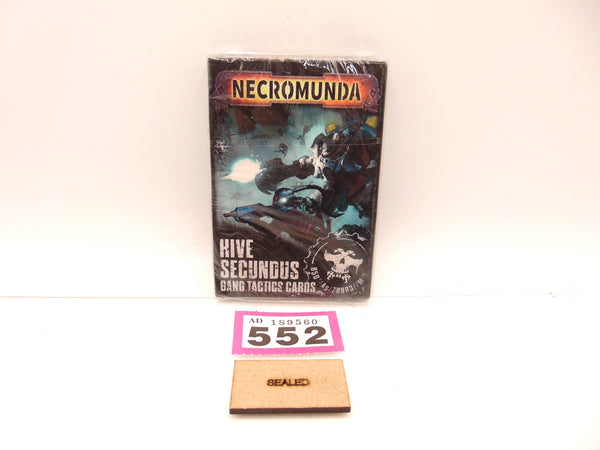 NECROMUNDA
HIVE
SECUNDUS
GANG TACTICS CARDS
AD 189560
552
SEALED